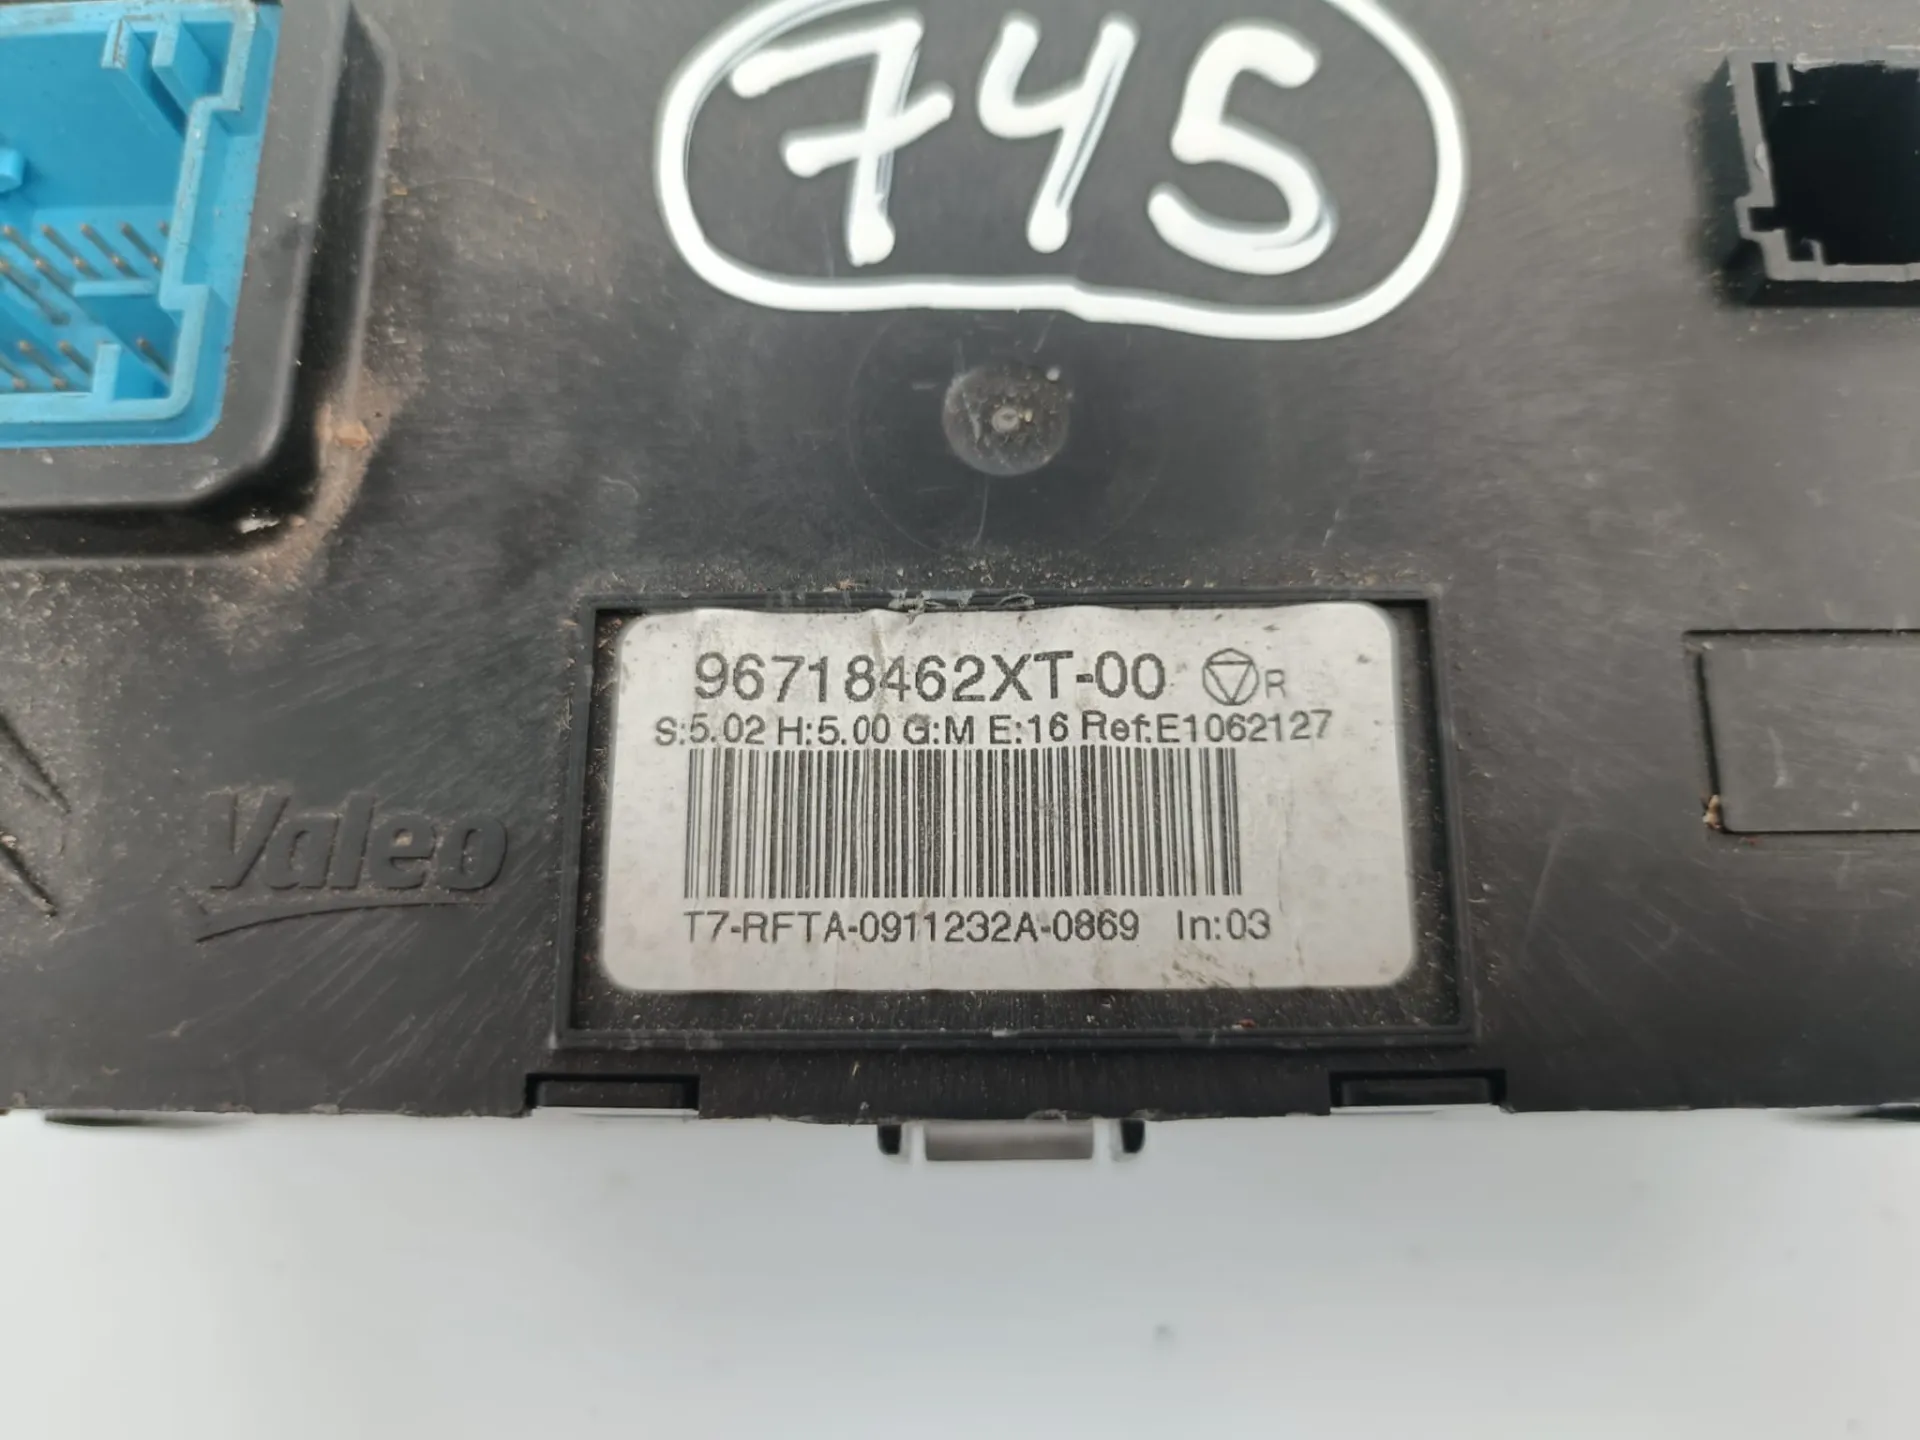 745
96718462XT-00 R
S:5.02 H:5.00 G:M E:16 Ref:E1062127
Valeo
T7-RFTA-0911232A-0869 In:03